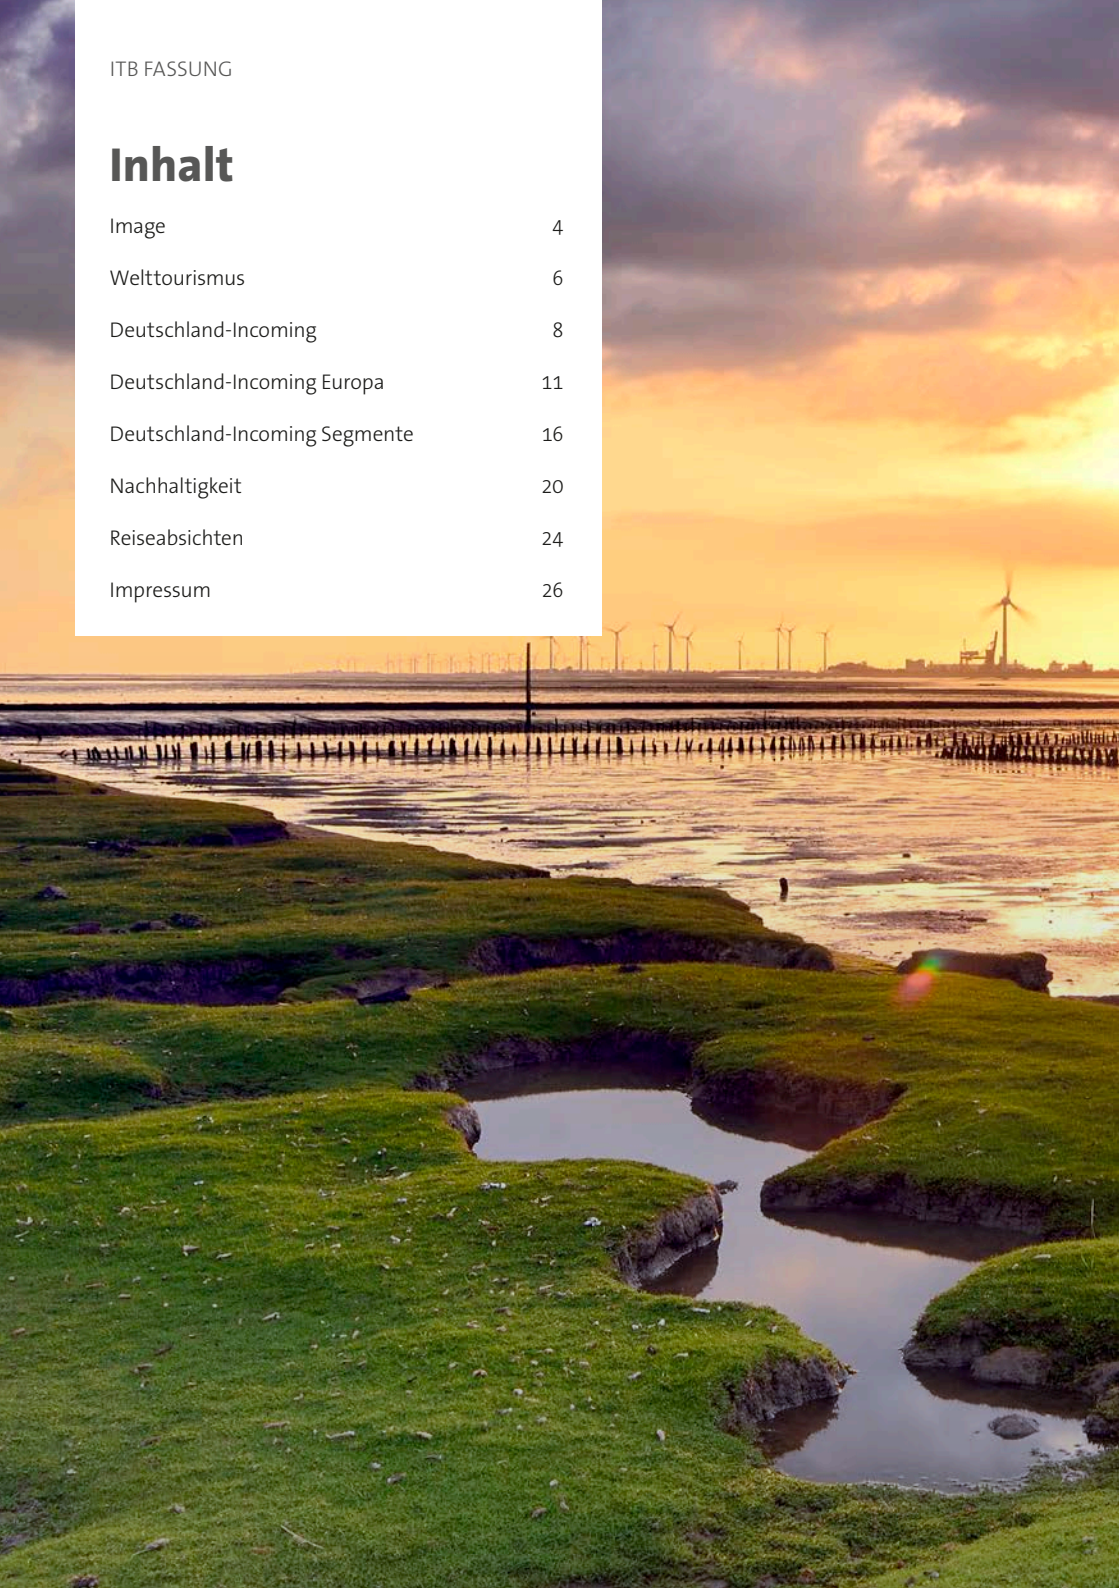 ITB FASSUNG
Inhalt
Image 4
Welttourismus 6
Deutschland-Incoming 8
Deutschland-Incoming Europa 11
Deutschland-Incoming Segmente 16
Nachhaltigkeit 20
Reiseabsichten 24
Impressum 26